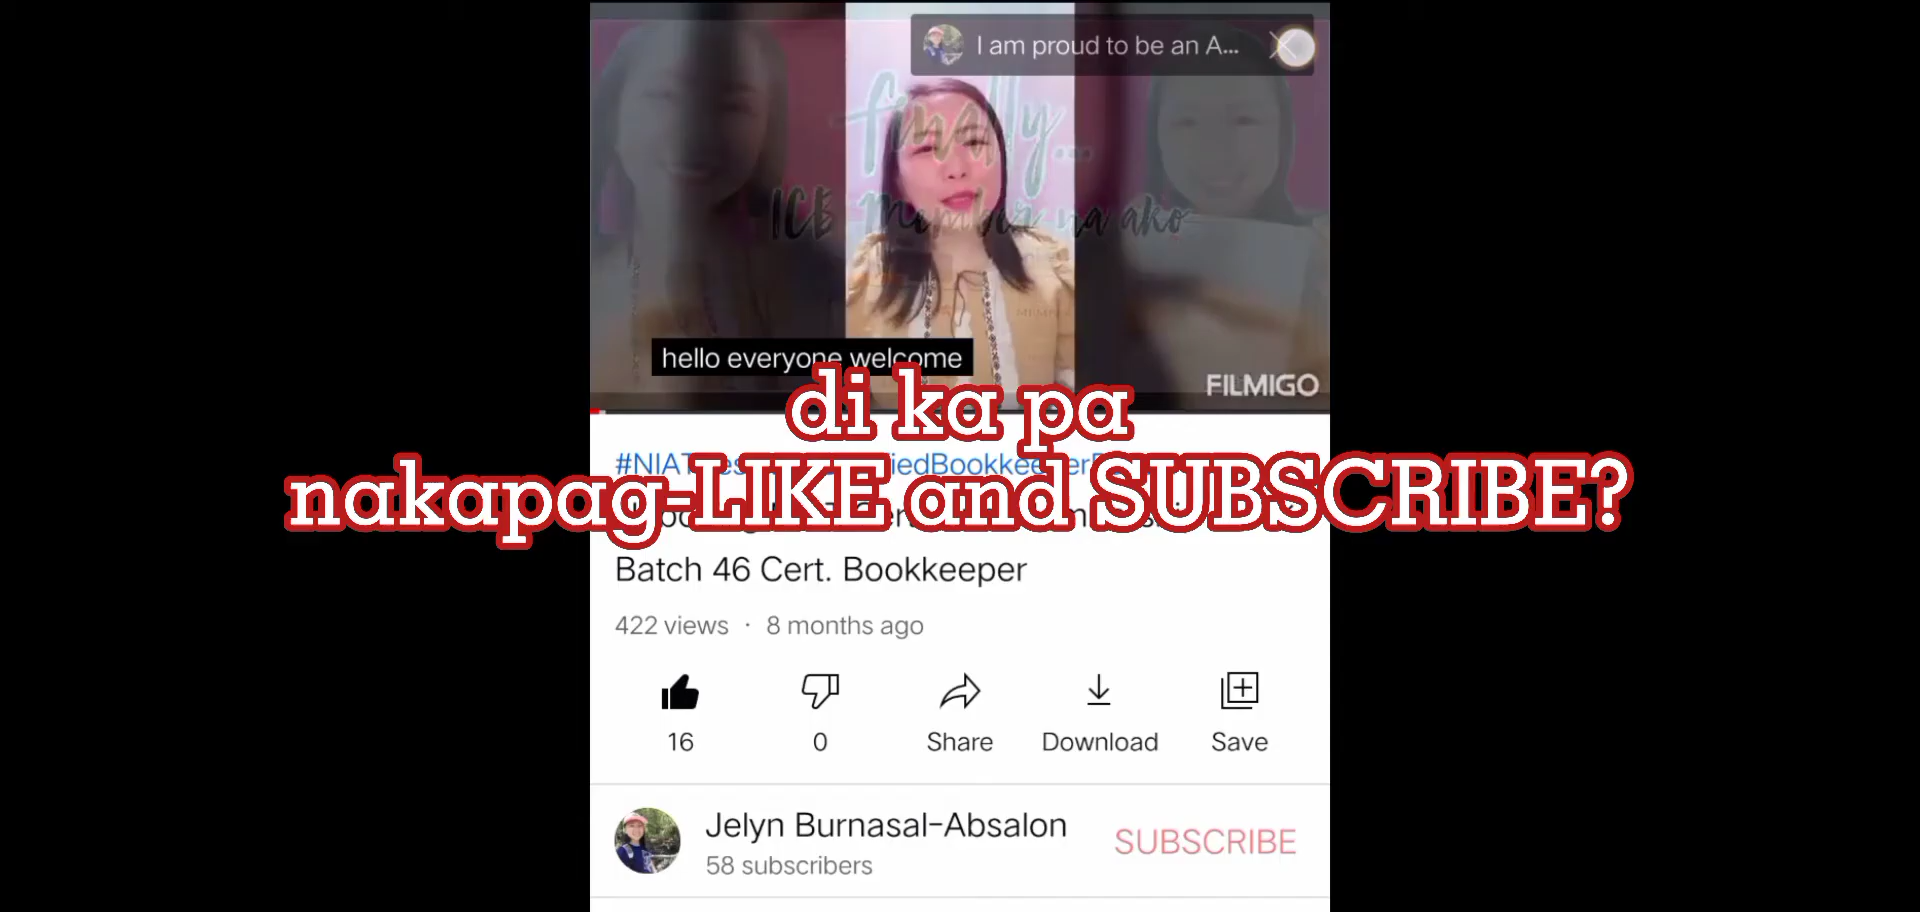 I am proud to be an A...
finally...
ICB Member na ako
hello everyone welcome
FILMIGO
di ka pa
nakapag-LIKE and SUBSCRIBE?
Batch 46 Cert. Bookkeeper
422 views · 8 months ago
16
0
Share
Download
Save
Jelyn Burnasal-Absalon
58 subscribers
SUBSCRIBE